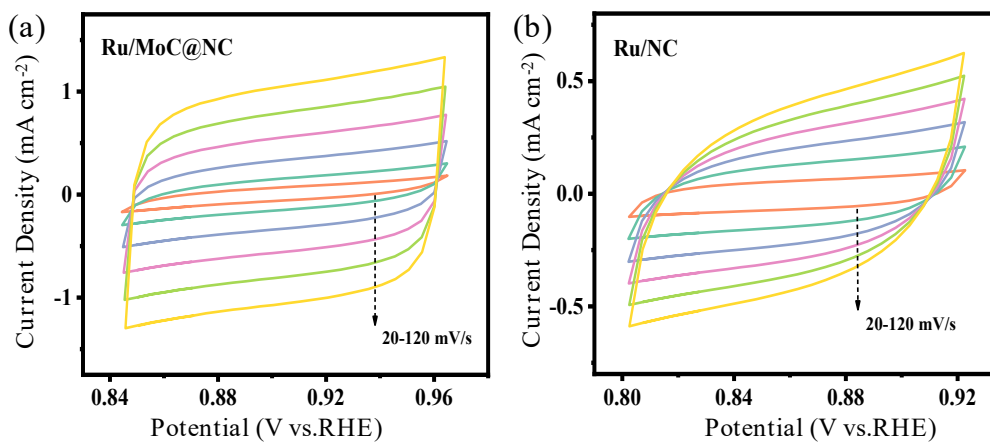 (a)
Ru/MoC@NC
Current Density (mA cm⁻²)
1
0
-1
20-120 mV/s
0.84
0.88
0.92
0.96
Potential (V vs.RHE)
(b)
Ru/NC
Current Density (mA cm⁻²)
0.5
0.0
-0.5
20-120 mV/s
0.80
0.84
0.88
0.92
Potential (V vs.RHE)